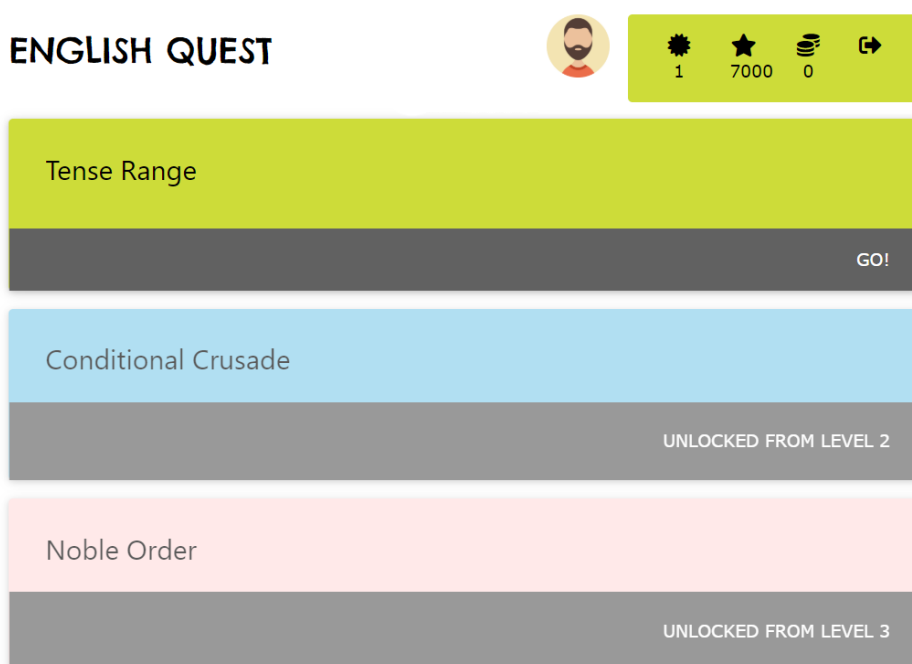 ENGLISH QUEST
1 7000 0
Tense Range
GO!
Conditional Crusade
UNLOCKED FROM LEVEL 2
Noble Order
UNLOCKED FROM LEVEL 3